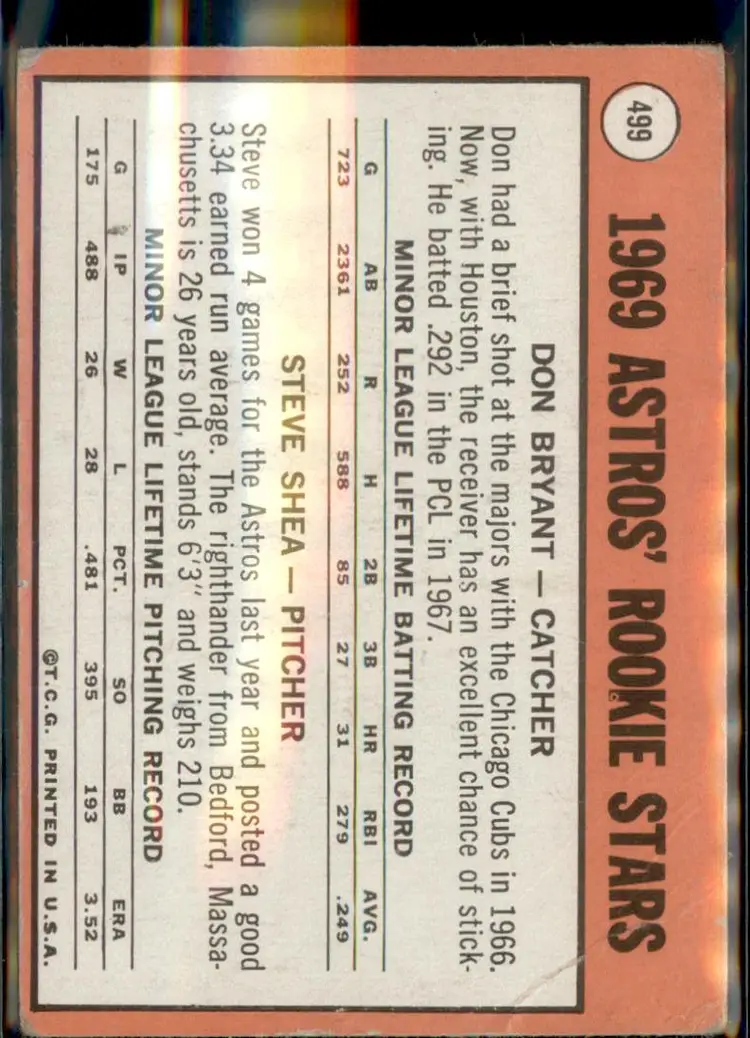 499
1969 ASTROS' ROOKIE STARS
DON BRYANT — CATCHER
Don had a brief shot at the majors with the Chicago Cubs in 1966.
Now, with Houston, the receiver has an excellent chance of stick-
ing. He batted .292 in the PCL in 1967.
MINOR LEAGUE LIFETIME BATTING RECORD
G AB R H 2B 3B HR RBI AVG.
723 2361 252 588 85 27 31 279 .249
STEVE SHEA — PITCHER
Steve won 4 games for the Astros last year and posted a good
3.34 earned run average. The righthander from Bedford, Massa-
chusetts is 26 years old, stands 6'3" and weighs 210.
MINOR LEAGUE LIFETIME PITCHING RECORD
G IP W L PCT. SO BB ERA
175 488 26 28 .481 395 193 3.52
©T.C.G. PRINTED IN U.S.A.